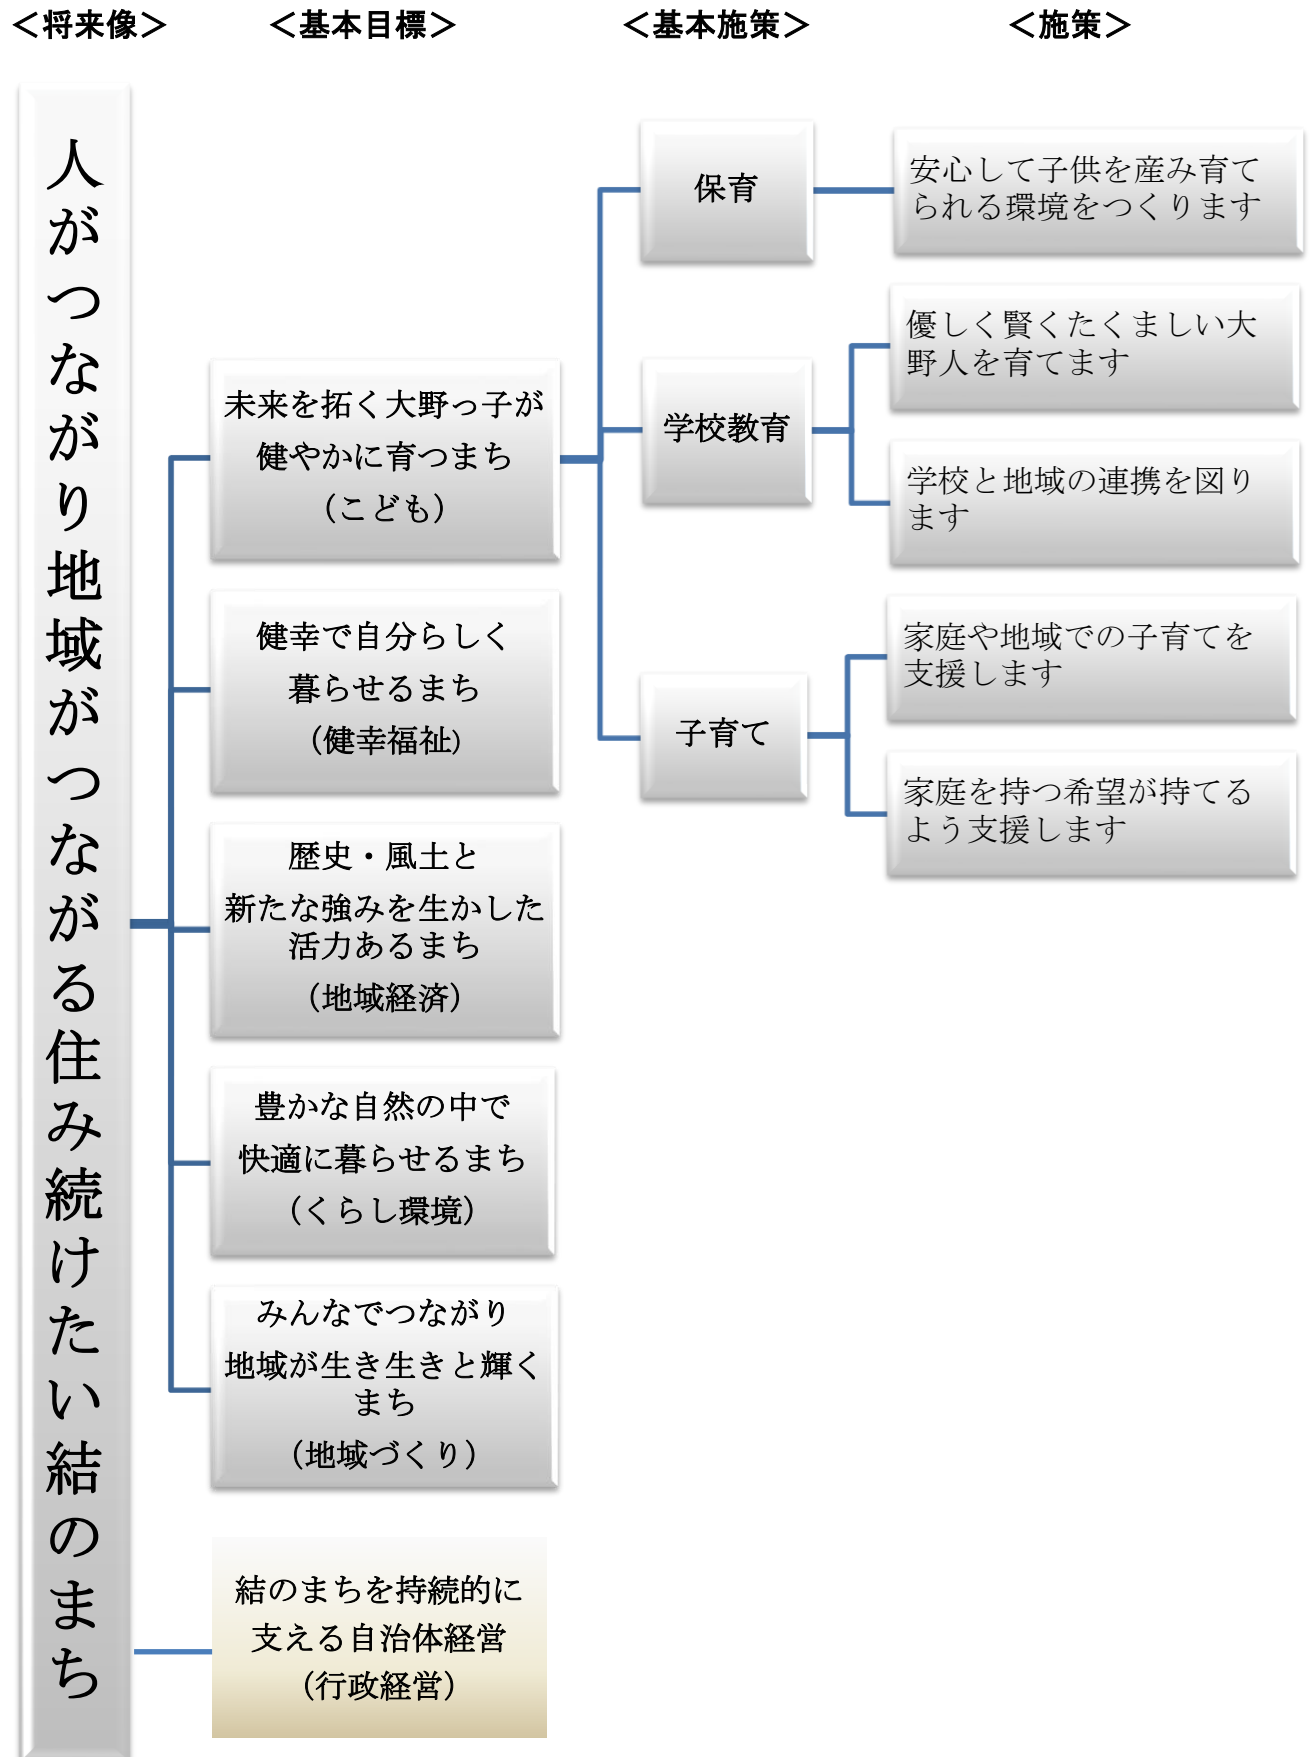 ＜将来像＞
＜基本目標＞
＜基本施策＞
＜施策＞
人がつながり地域がつながる住み続けたい結のまち
未来を拓く大野っ子が
健やかに育つまち
（こども）
健幸で自分らしく
暮らせるまち
（健幸福祉）
歴史・風土と
新たな強みを生かした
活力あるまち
（地域経済）
豊かな自然の中で
快適に暮らせるまち
（くらし環境）
みんなでつながり
地域が生き生きと輝く
まち
（地域づくり）
結のまちを持続的に
支える自治体経営
（行政経営）
保育
学校教育
子育て
安心して子供を産み育て
られる環境をつくります
優しく賢くたくましい大
野人を育てます
学校と地域の連携を図り
ます
家庭や地域での子育てを
支援します
家庭を持つ希望が持てる
よう支援します